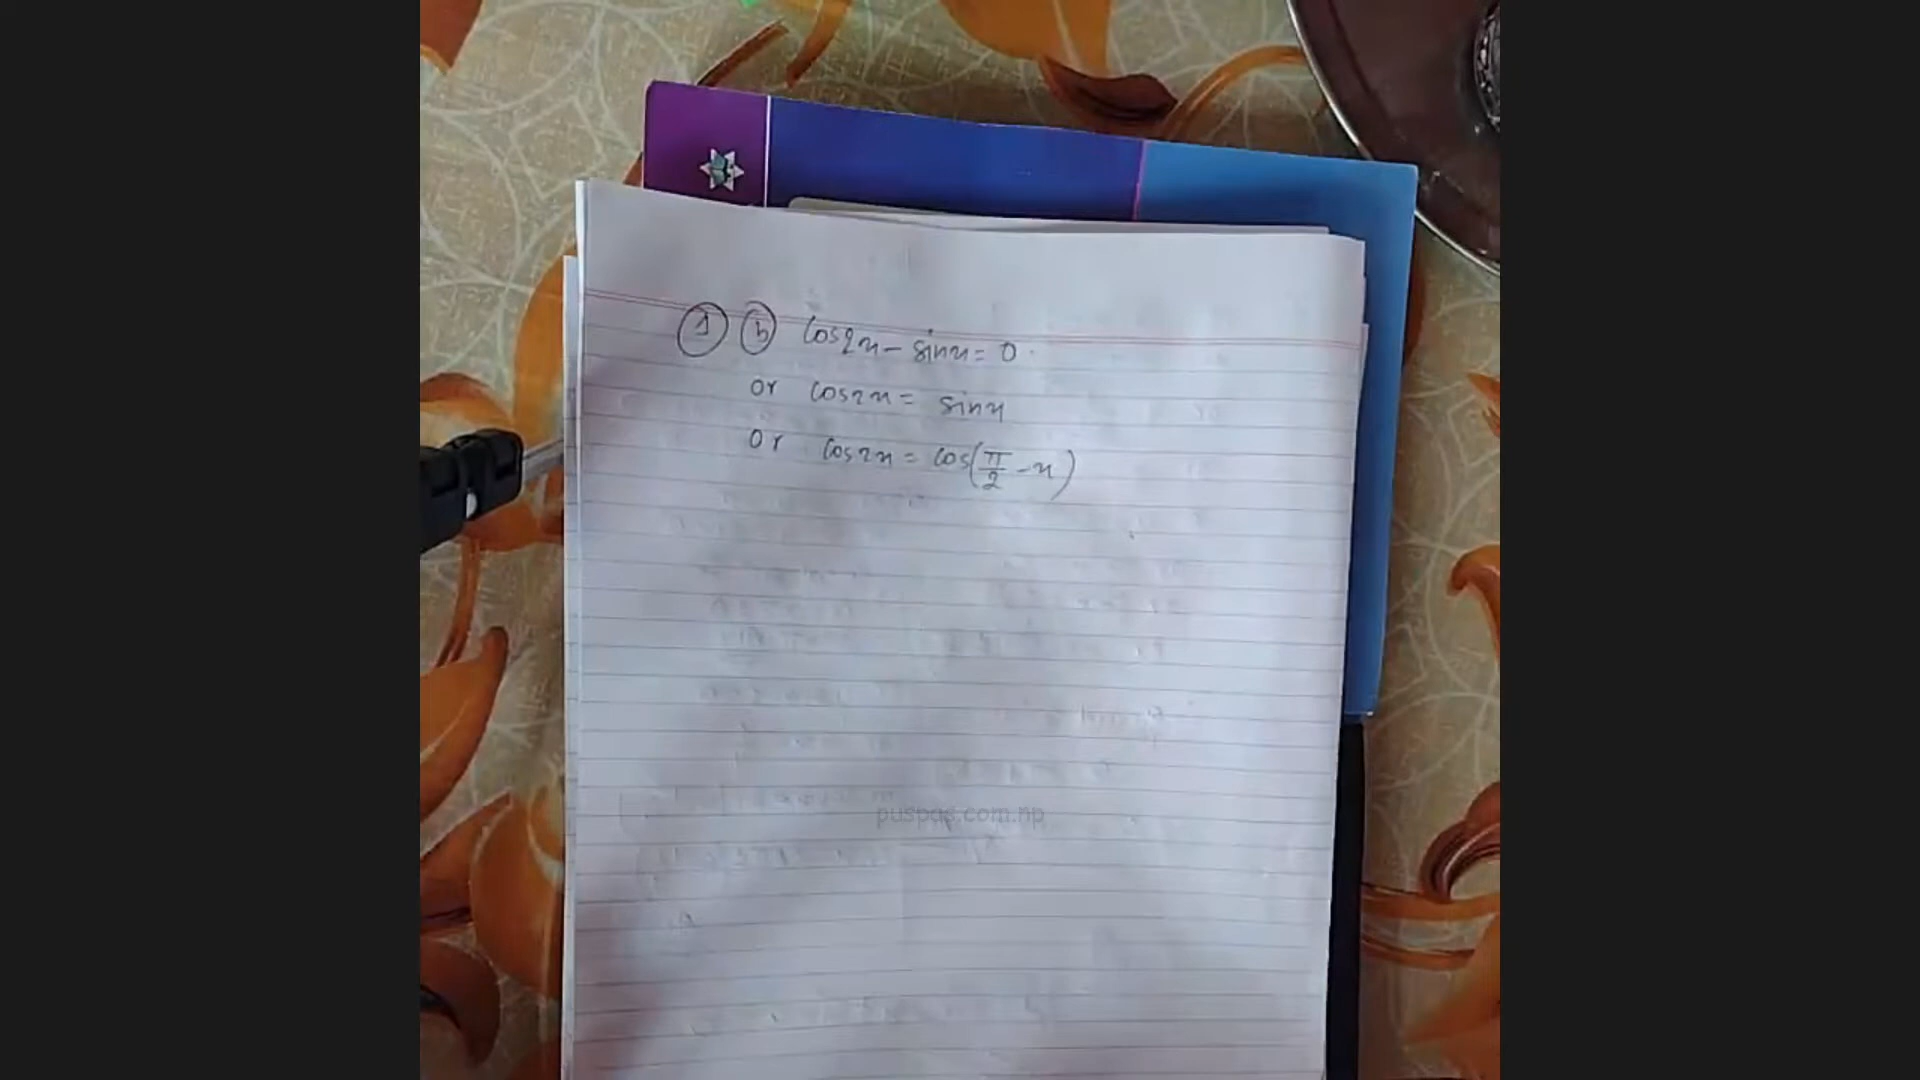 ① ⓑ cos2x - sinx = 0
or cos2x = sinx
or cos2x = cos(π/2 - x)
puspas.com.np